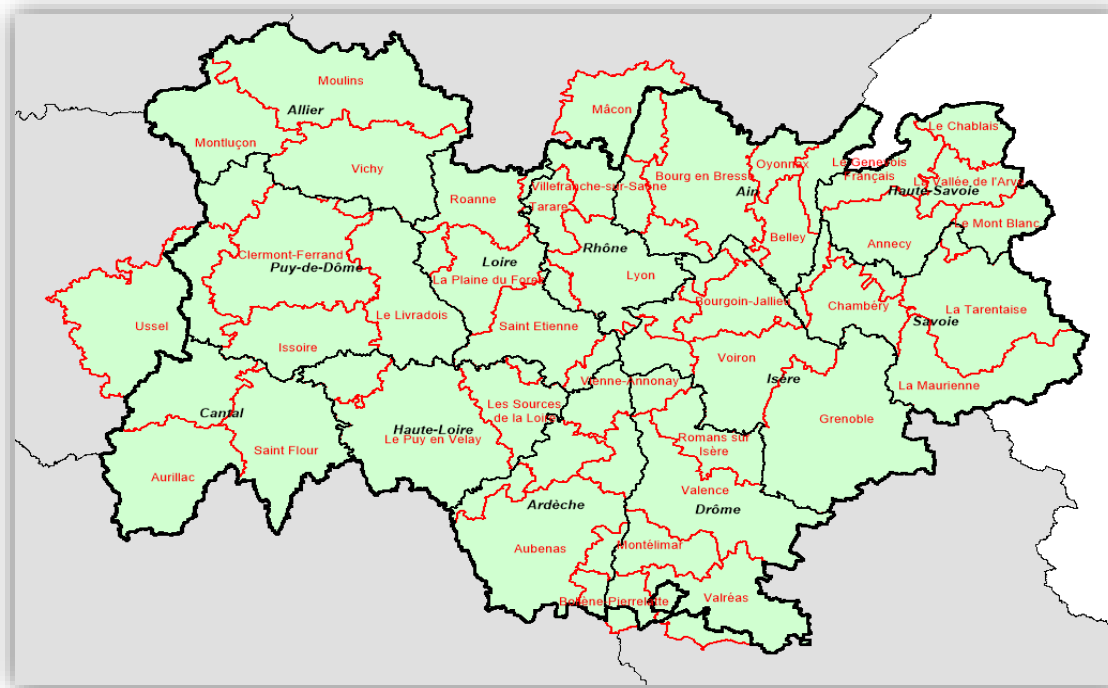 Moulins
Allier
Mâcon
Montluçon
Vichy
Le Chablais
Oyonnax
Le Genevois
Français
Bourg en Bresse
Ain
La Vallée de l'Arve
Haute-Savoie
Villefranche-sur-Saône
Roanne
Tarare
Le Mont Blanc
Belley
Annecy
Rhône
Clermont-Ferrand
Puy-de-Dôme
Loire
Lyon
La Plaine du Forez
Bourgoin-Jallieu
Chambéry
La Tarentaise
Ussel
Le Livradois
Saint Etienne
Savoie
Issoire
Voiron
Isère
Vienne-Annonay
La Maurienne
Cantal
Les Sources
de la Loire
Grenoble
Haute-Loire
Le Puy en Velay
Saint Flour
Romans sur
Isère
Aurillac
Valence
Ardèche
Drôme
Aubenas
Montélimar
Bollène-Pierrelatte
Valréas